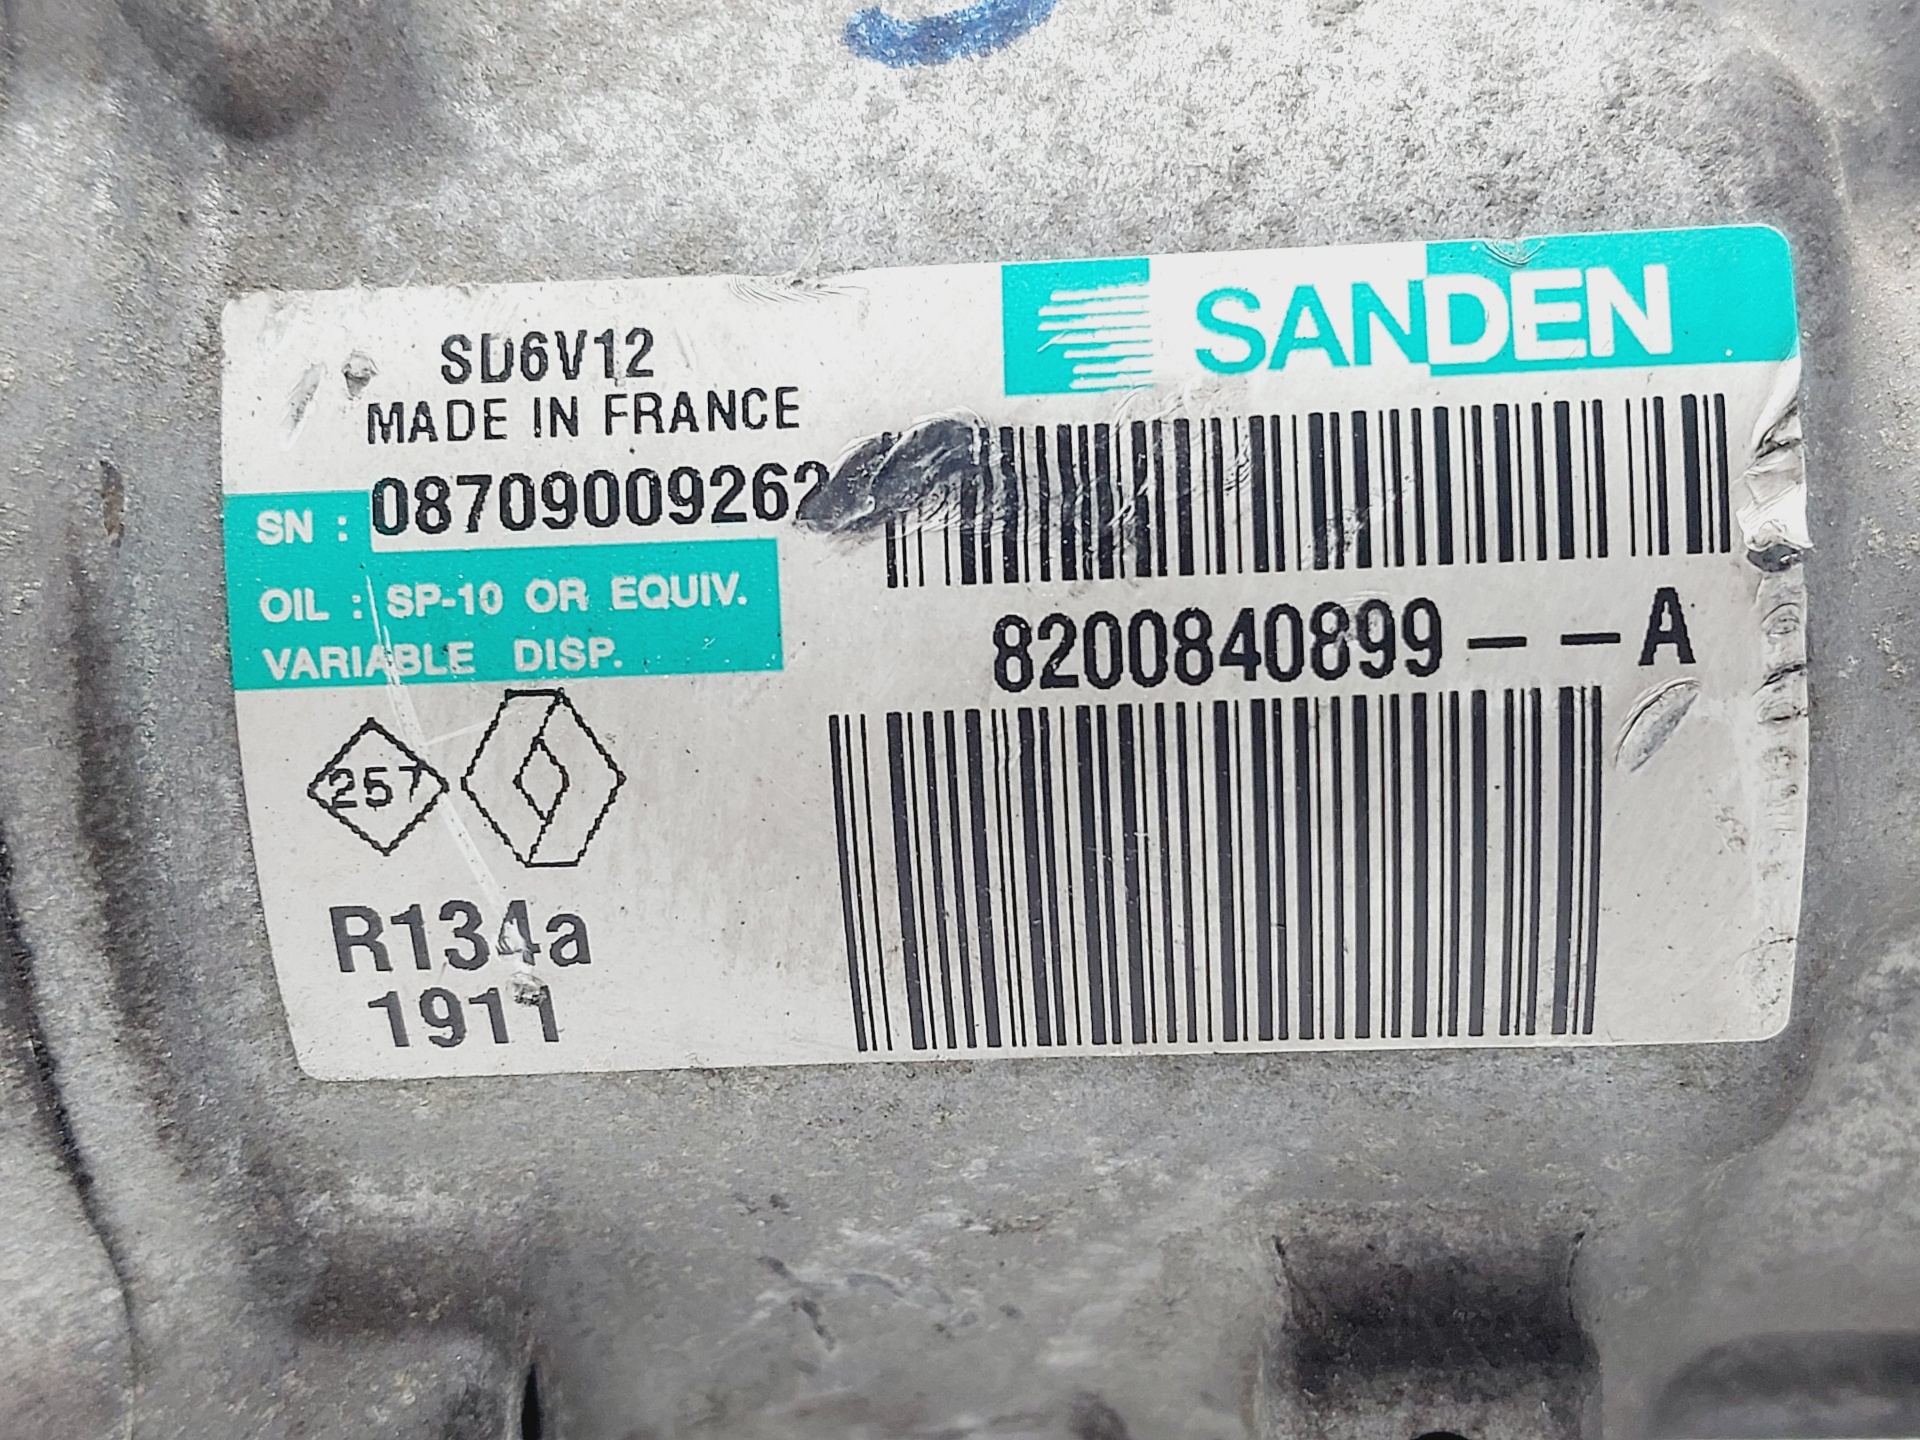 SANDEN
SD6V12
MADE IN FRANCE
SN : 08709009262
OIL : SP-10 OR EQUIV.
VARIABLE DISP.
8200840899 - - A
257
R134a
1911